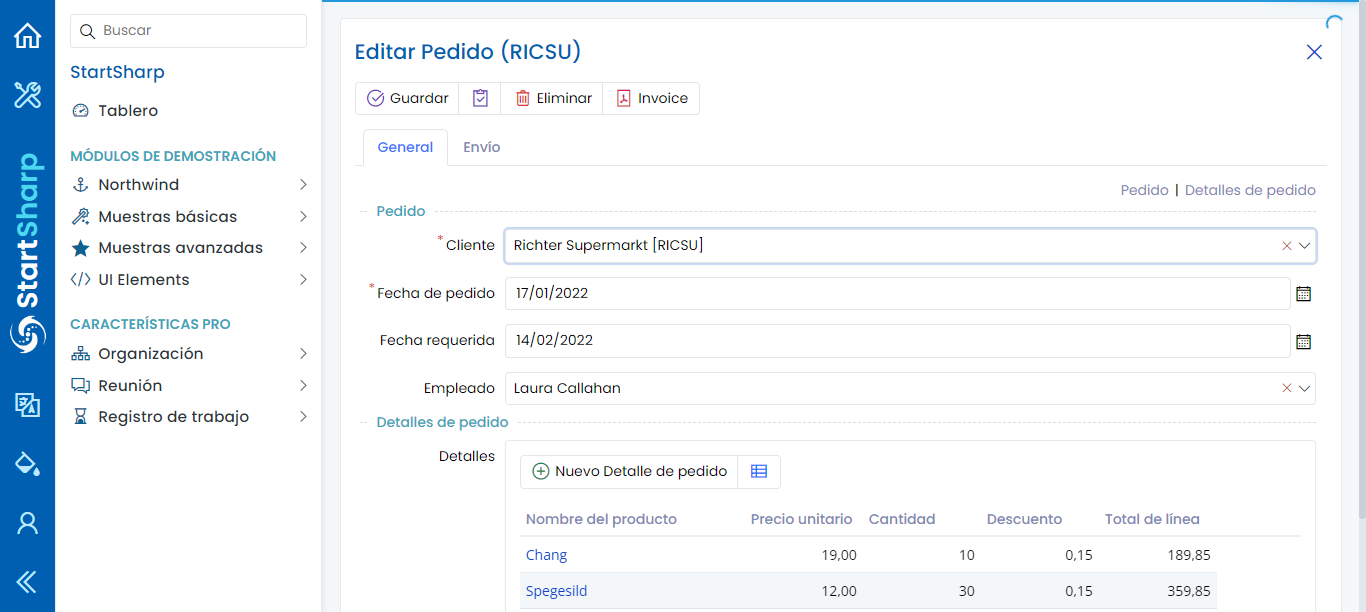 Buscar
StartSharp
Tablero
MÓDULOS DE DEMOSTRACIÓN
Northwind
Muestras básicas
Muestras avanzadas
UI Elements
CARACTERÍSTICAS PRO
Organización
Reunión
Registro de trabajo
StartSharp
Editar Pedido (RICSU)
Guardar Eliminar Invoice
General Envío
Pedido | Detalles de pedido
Pedido
* Cliente Richter Supermarkt [RICSU]
* Fecha de pedido 17/01/2022
Fecha requerida 14/02/2022
Empleado Laura Callahan
Detalles de pedido
Detalles
Nuevo Detalle de pedido
Nombre del producto Precio unitario Cantidad Descuento Total de línea
Chang 19,00 10 0,15 189,85
Spegesild 12,00 30 0,15 359,85